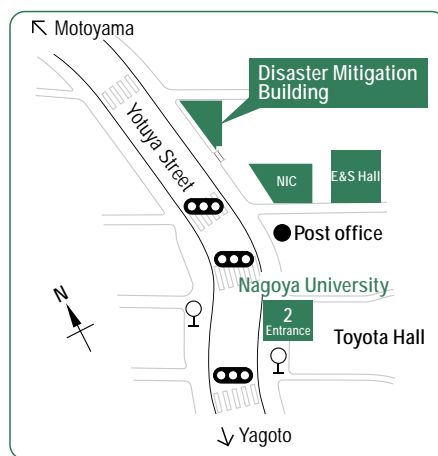 Motoyama
Disaster Mitigation
Building
Yotuya Street
NIC
E&S Hall
Post office
Nagoya University
2
Entrance
Toyota Hall
N
Yagoto